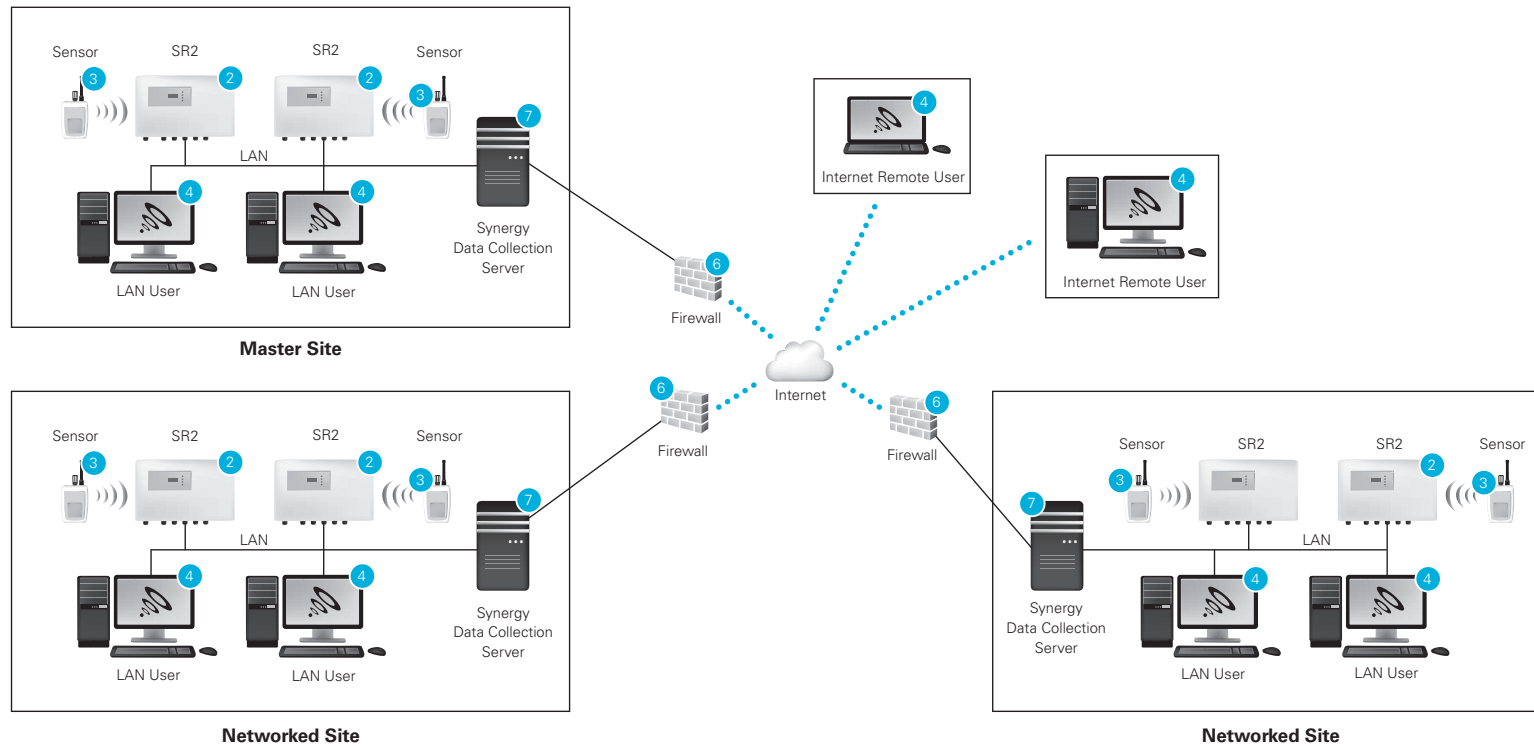 Sensor
SR2
SR2
Sensor
3
2
2
3
7
LAN
4
4
LAN User
LAN User
Synergy
Data Collection
Server
Master Site
4
Internet Remote User
4
Internet Remote User
6
Firewall
Internet
6
Firewall
6
Firewall
Sensor
SR2
SR2
Sensor
3
2
2
3
7
LAN
4
4
LAN User
LAN User
Synergy
Data Collection
Server
Networked Site
Sensor
SR2
SR2
Sensor
3
2
3
7
LAN
4
4
Synergy
Data Collection
Server
LAN User
LAN User
Networked Site